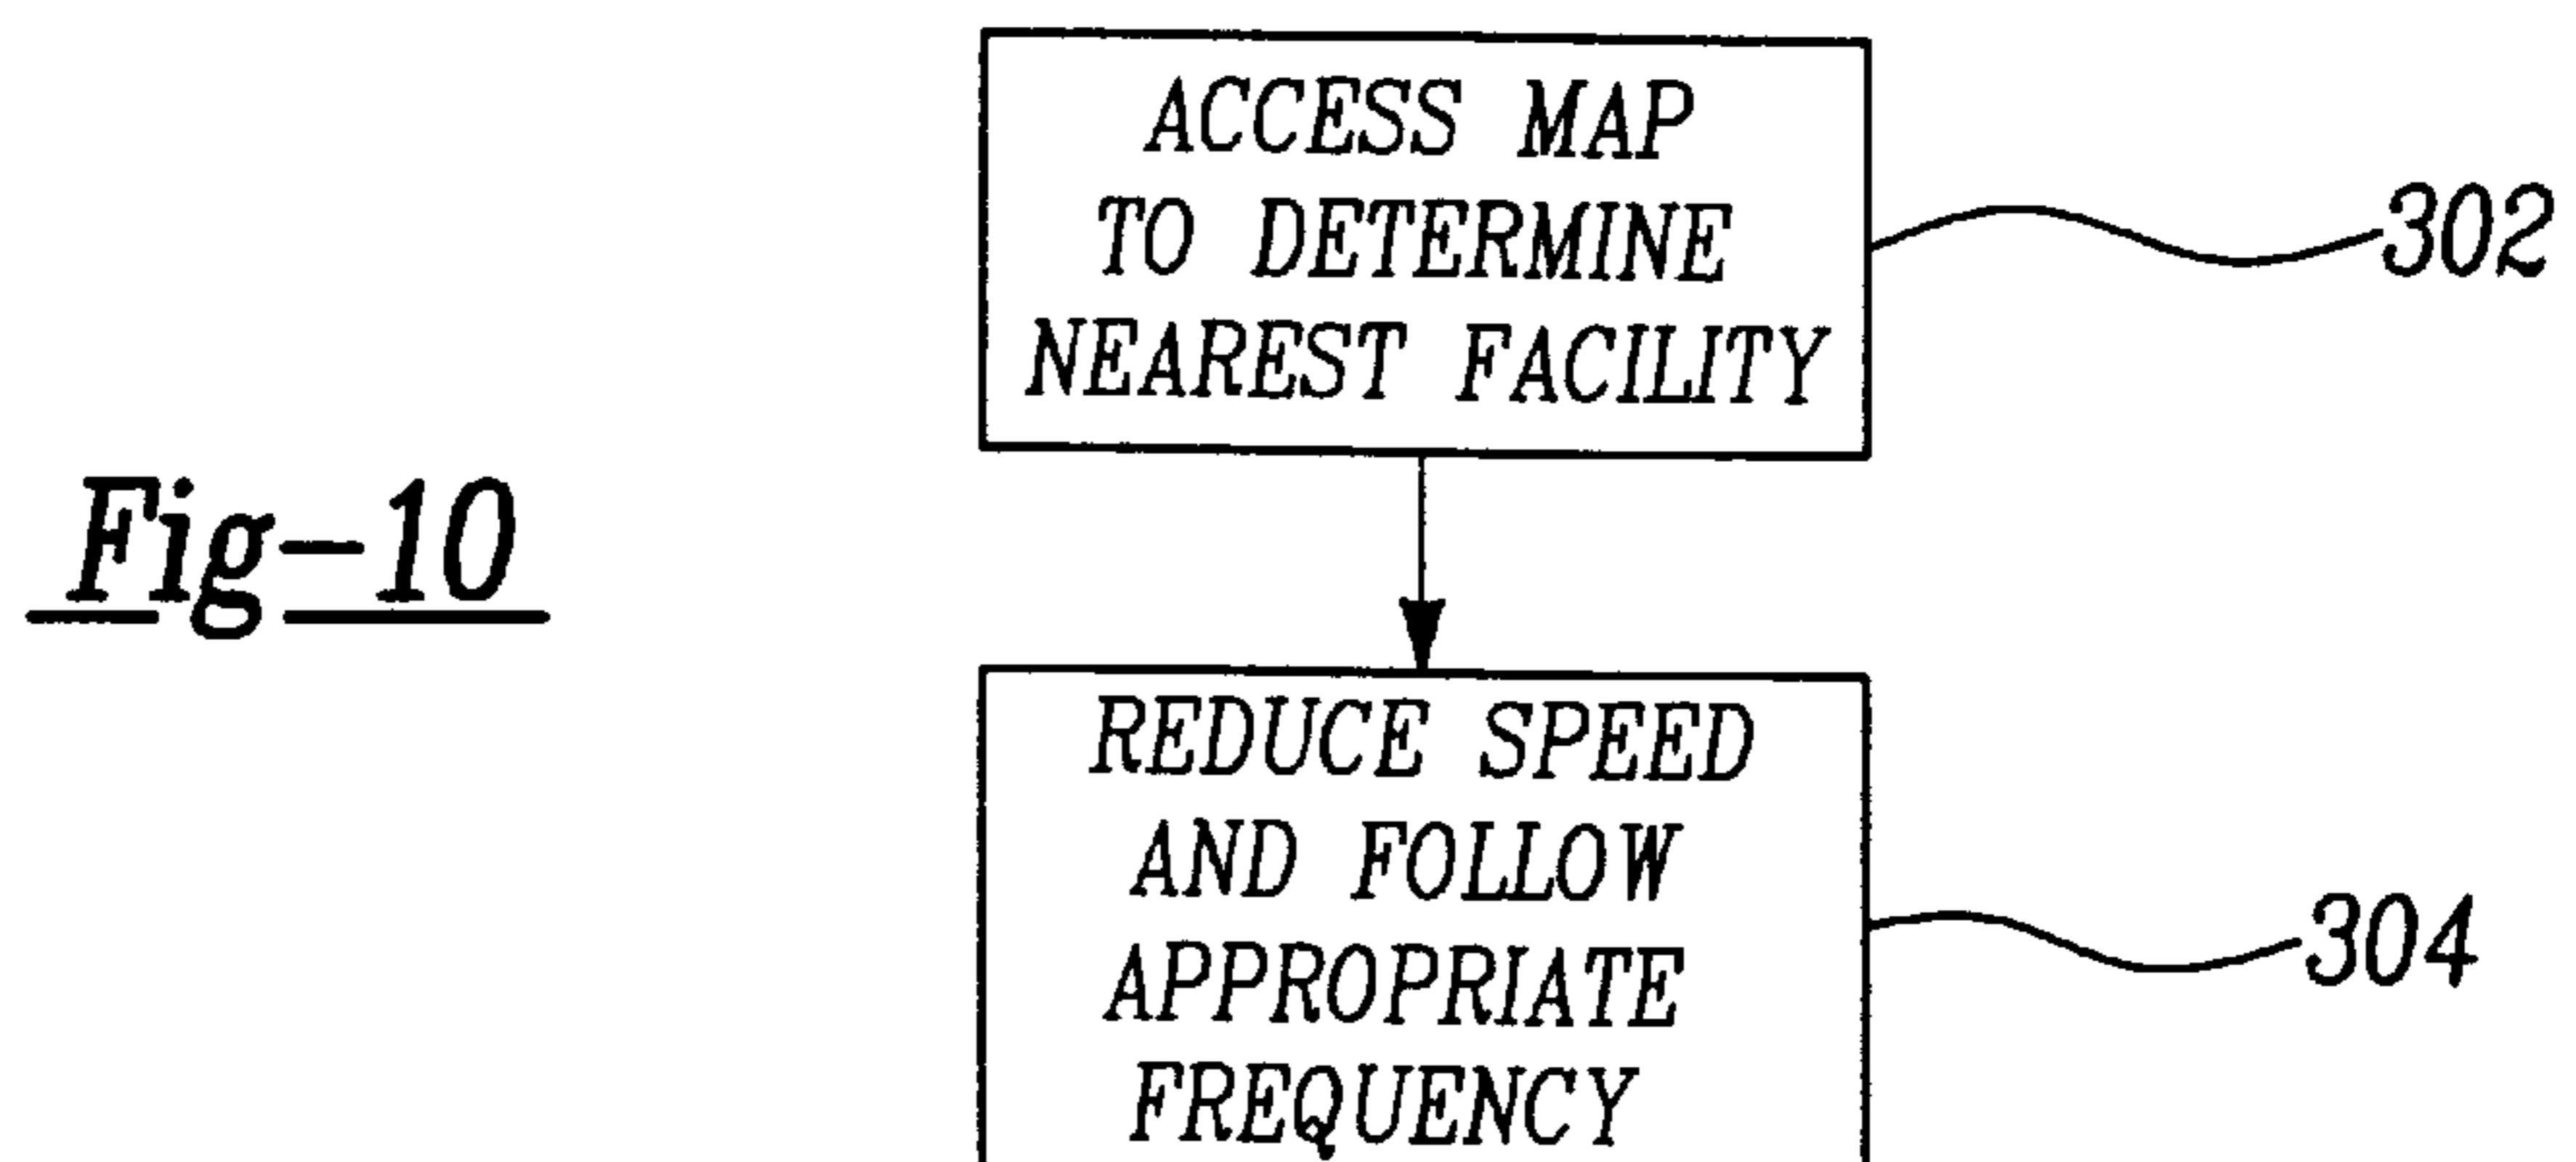 ACCESS MAP
TO DETERMINE
NEAREST FACILITY
302
Fig-10
REDUCE SPEED
AND FOLLOW
APPROPRIATE
FREQUENCY
304